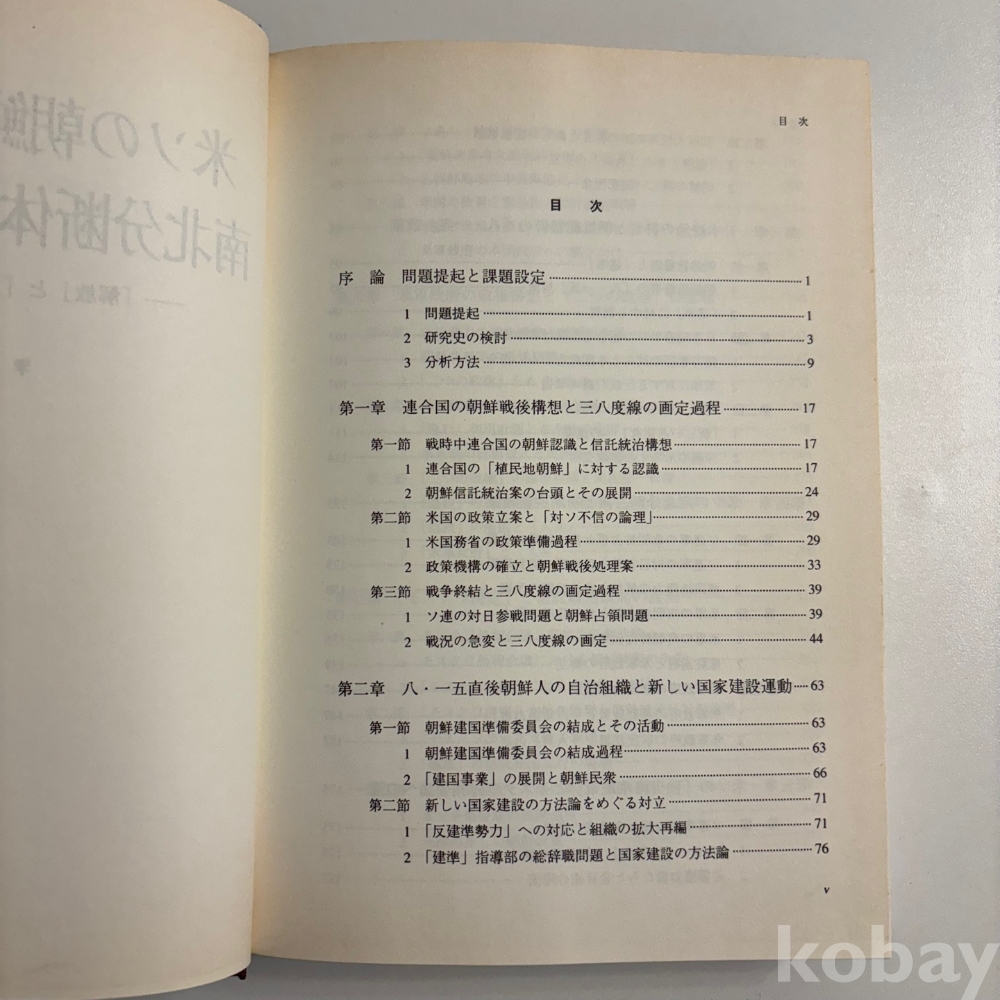 目 次
目 次
序 論 問題提起と課題設定 1
1 問題提起 1
2 研究史の検討 3
3 分析方法 9
第一章 連合国の朝鮮戦後構想と三八度線の画定過程 17
第一節 戦時中連合国の朝鮮認識と信託統治構想 17
1 連合国の「植民地朝鮮」に対する認識 17
2 朝鮮信託統治案の台頭とその展開 24
第二節 米国の政策立案と「対ソ不信の論理」 29
1 米国務省の政策準備過程 29
2 政策機構の確立と朝鮮戦後処理案 33
第三節 戦争終結と三八度線の画定過程 39
1 ソ連の対日参戦問題と朝鮮占領問題 39
2 戦況の急変と三八度線の画定 44
第二章 八・一五直後朝鮮人の自治組織と新しい国家建設運動 63
第一節 朝鮮建国準備委員会の結成とその活動 63
1 朝鮮建国準備委員会の結成過程 63
2 「建国事業」の展開と朝鮮民衆 66
第二節 新しい国家建設の方法論をめぐる対立 71
1 「反建準勢力」への対応と組織の拡大再編 71
2 「建準」指導部の総辞職問題と国家建設の方法論 76
v
米ソの朝鮮
南北分断体
「解放」と「
kobay